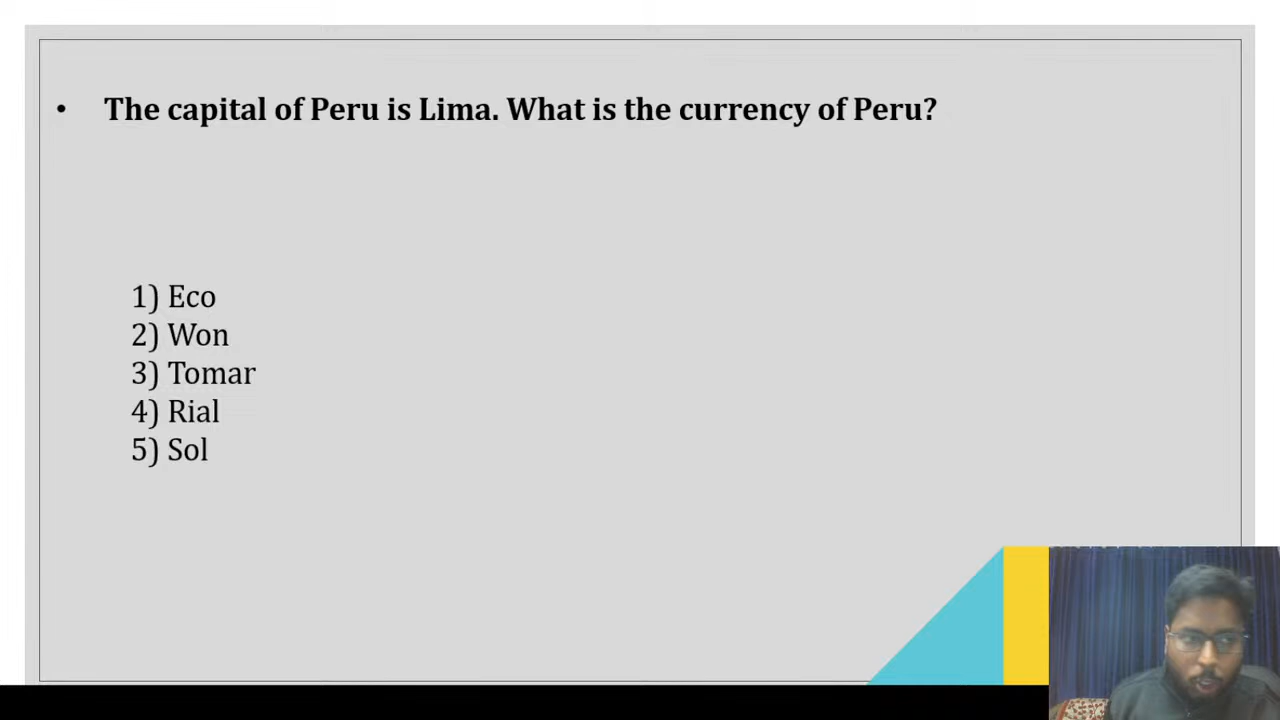 • The capital of Peru is Lima. What is the currency of Peru?
1) Eco
2) Won
3) Tomar
4) Rial
5) Sol